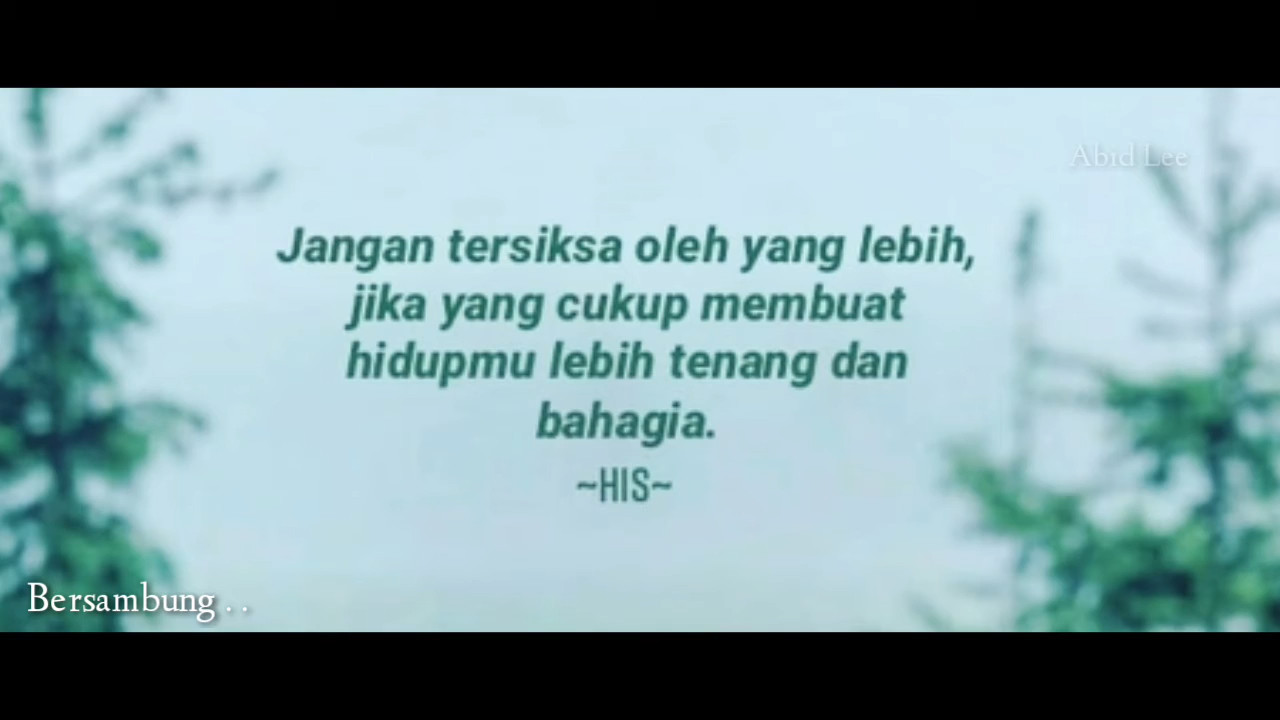 Abid Lee
Jangan tersiksa oleh yang lebih,
jika yang cukup membuat
hidupmu lebih tenang dan
bahagia.
~HIS~
Bersambung . .